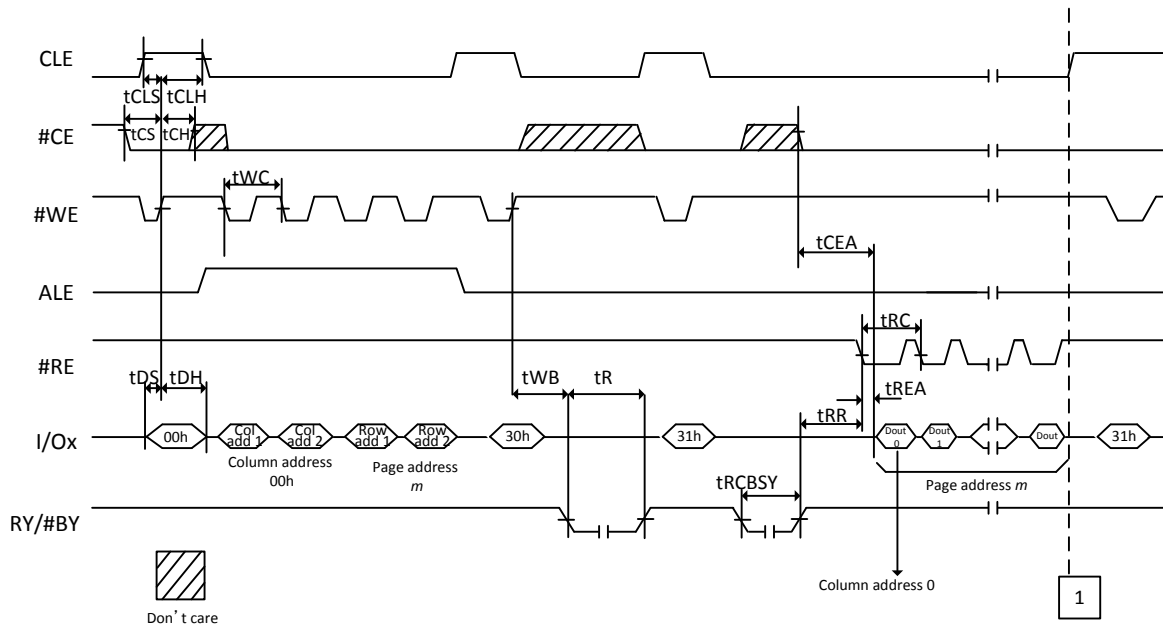 CLE
tCLS tCLH
#CE
tCS tCH
tWC
#WE
tCEA
ALE
tRC
#RE
tDS tDH
tWB tR
tREA
tRR
I/Ox
00h
Col add 1
Col add 2
Row add 1
Row add 2
30h
31h
Dout 0
Dout 1
Dout
31h
Column address 00h
Page address m
tRCBSY
Page address m
RY/#BY
Column address 0
1
Don't care